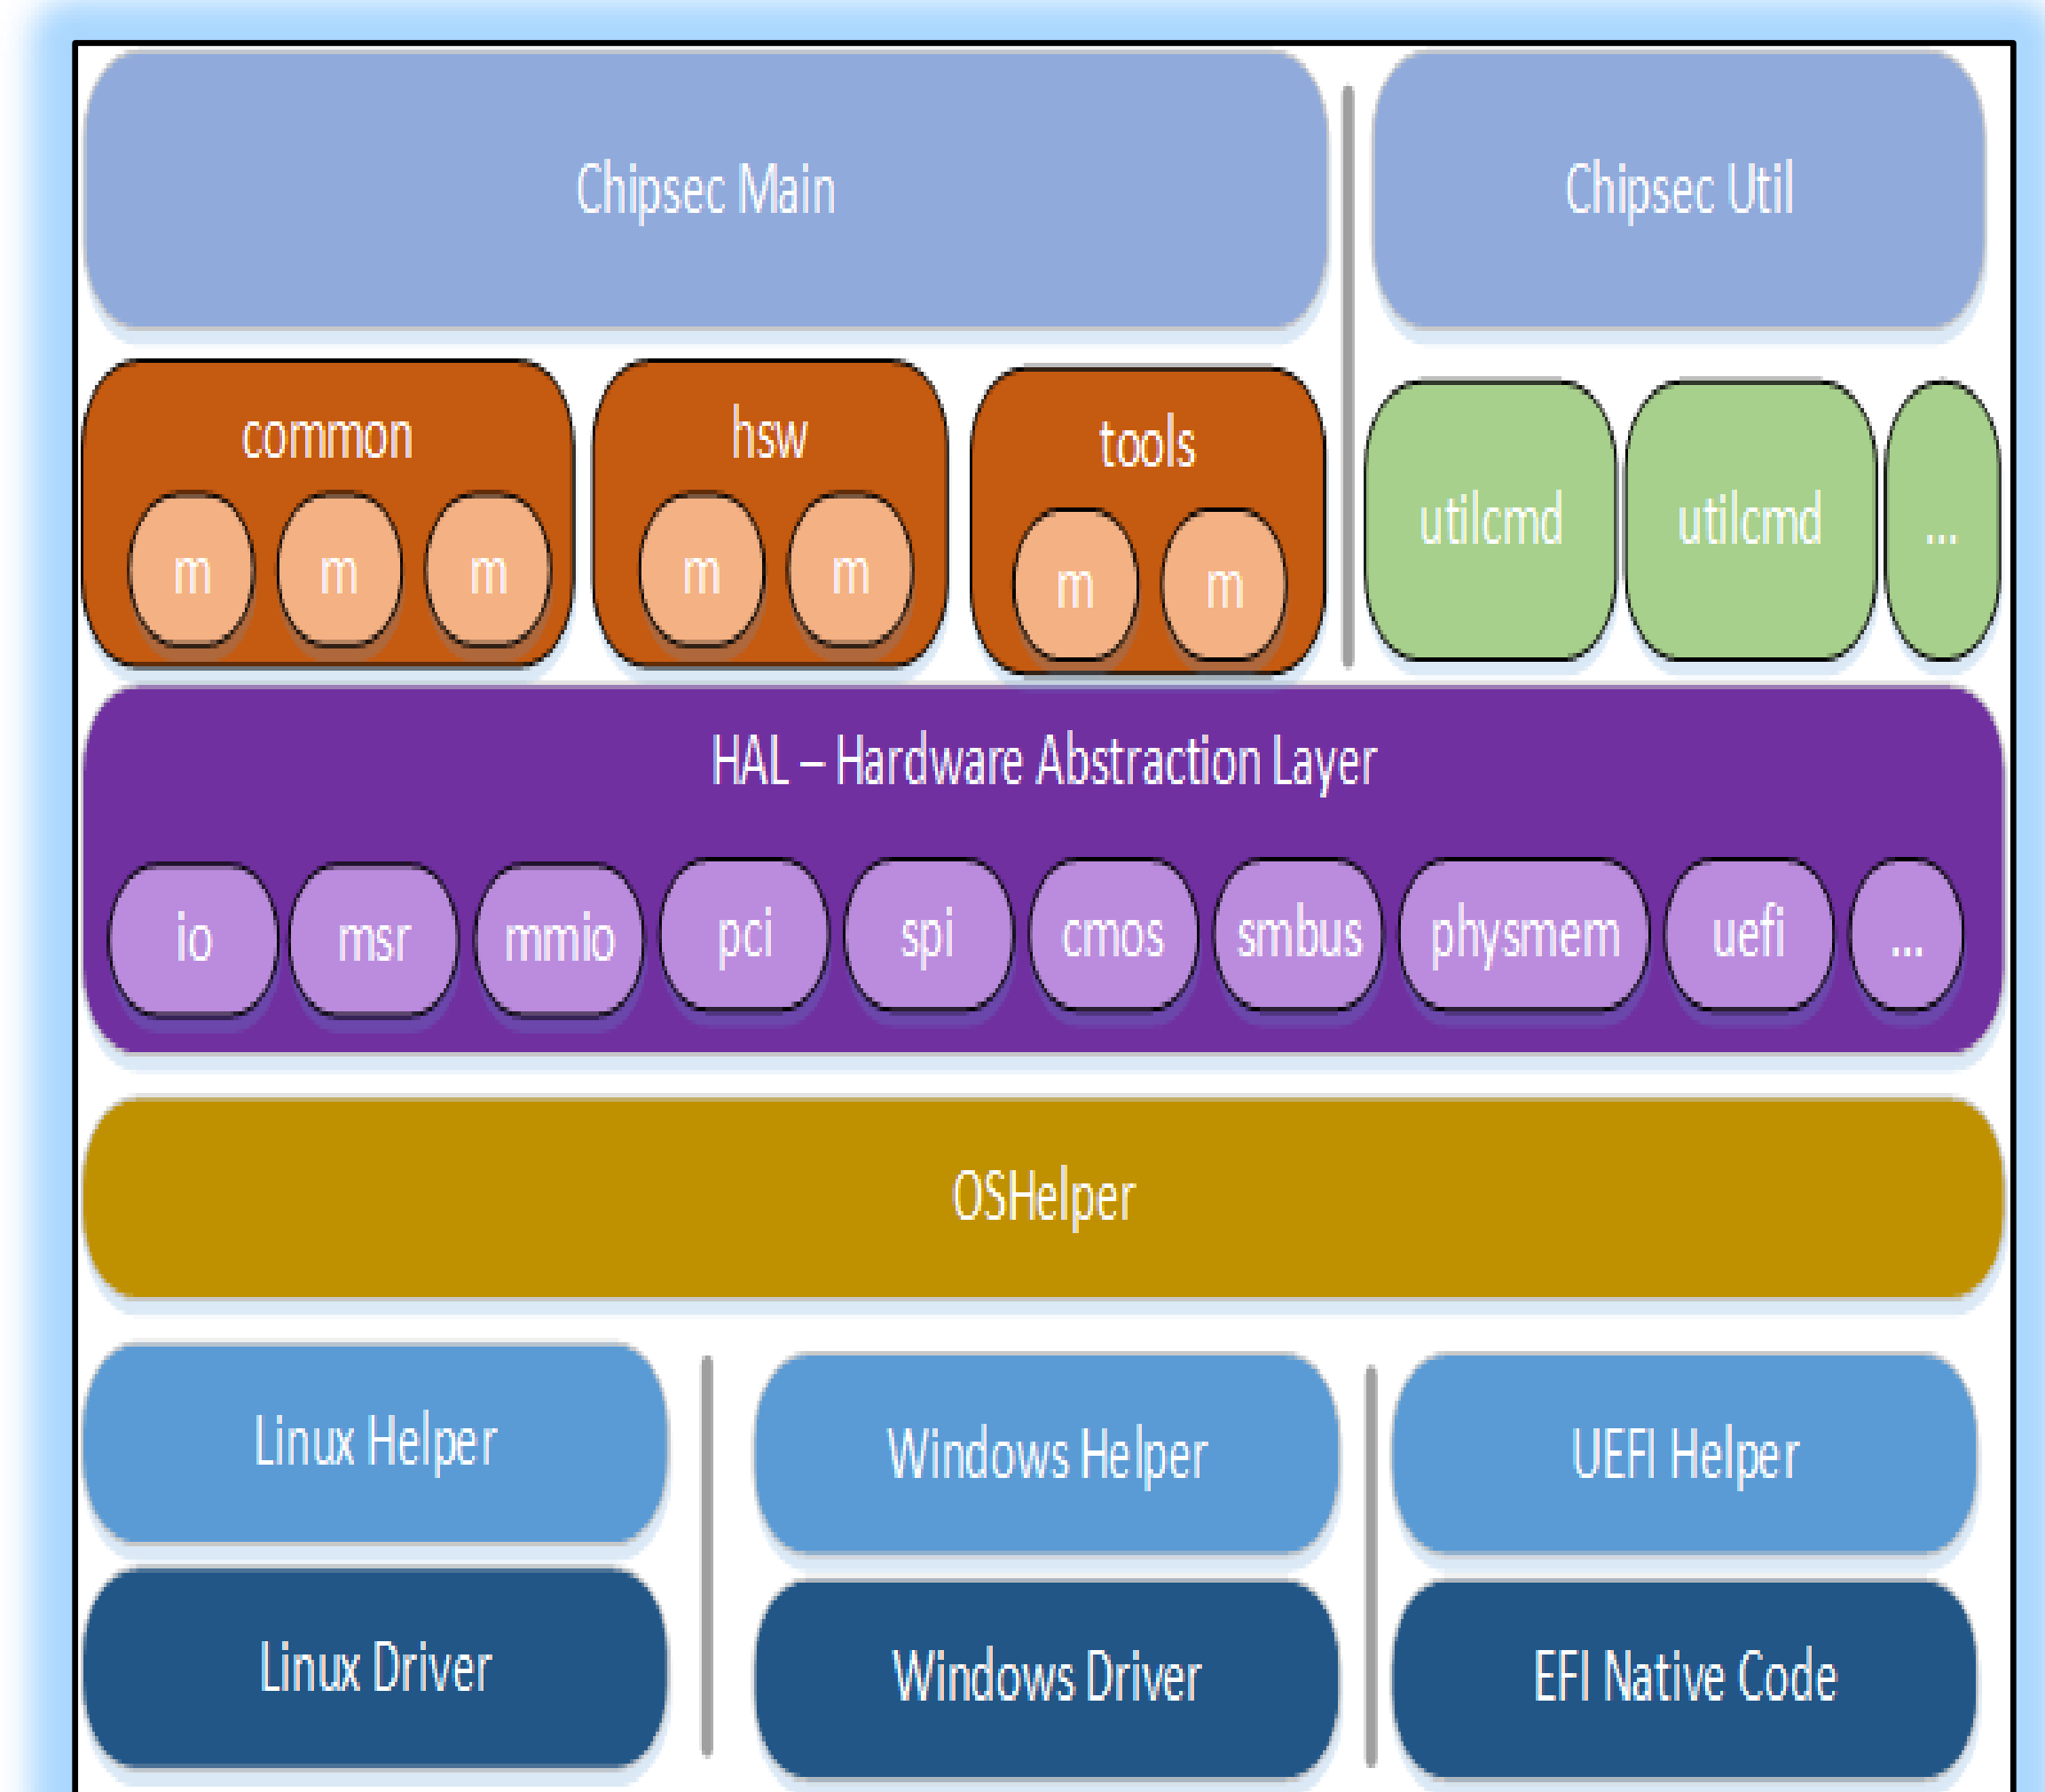 Chipsec Main
Chipsec Util
common
hsw
tools
m
m
m
m
m
m
m
utilcmd
utilcmd
...
HAL – Hardware Abstraction Layer
io
msr
mmio
pci
spi
cmos
smbus
physmem
uefi
...
OSHelper
Linux Helper
Windows Helper
UEFI Helper
Linux Driver
Windows Driver
EFI Native Code